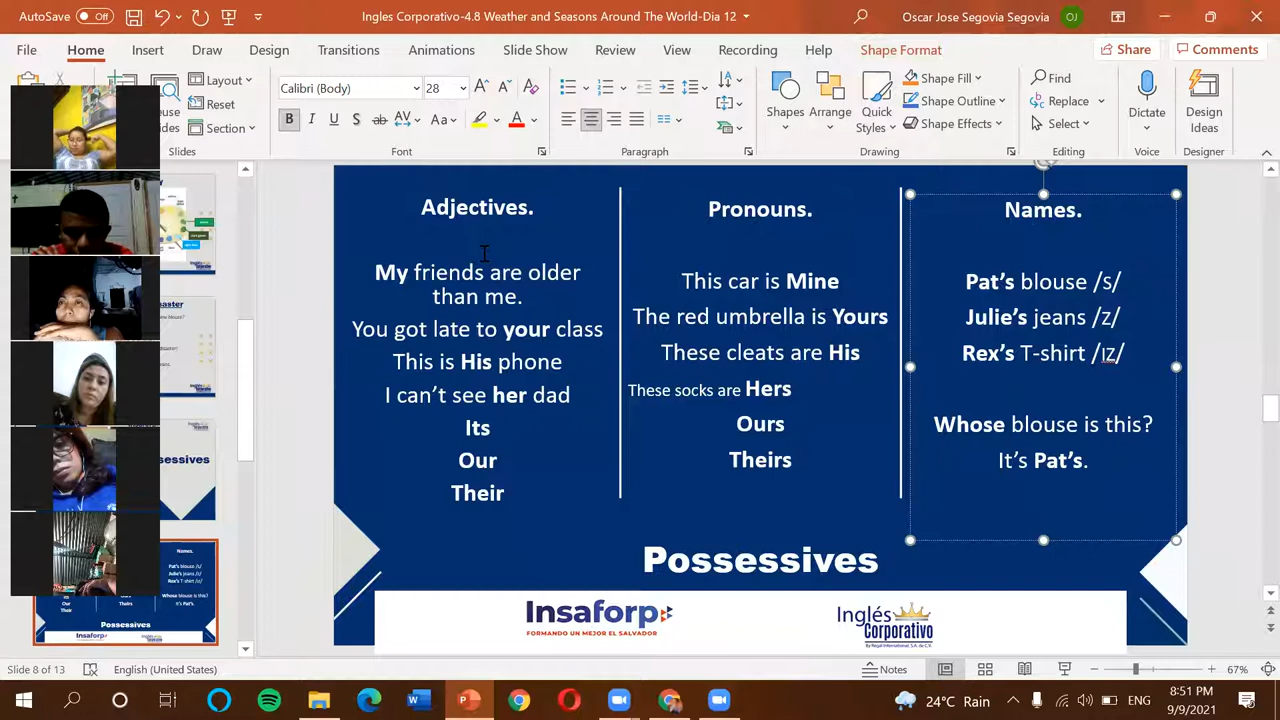 AutoSave Off
Ingles Corporativo-4.8 Weather and Seasons Around The World-Dia 12
Oscar Jose Segovia Segovia OJ
File Home Insert Draw Design Transitions Animations Slide Show Review View Recording Help Shape Format Share Comments
Layout
Reset
Section
Slides
Calibri (Body) 28
Font
Paragraph
Shapes Arrange Quick Styles
Shape Fill
Shape Outline
Shape Effects
Drawing
Find
Replace
Select
Editing
Dictate
Voice
Design Ideas
Designer
Adjectives.
My friends are older
than me.
You got late to your class
This is His phone
I can’t see her dad
Its
Our
Their
Pronouns.
This car is Mine
The red umbrella is Yours
These cleats are His
These socks are Hers
Ours
Theirs
Names.
Pat’s blouse /s/
Julie’s jeans /z/
Rex’s T-shirt /ɪz/
Whose blouse is this?
It’s Pat’s.
Possessives
Insaforp
FORMANDO UN MEJOR EL SALVADOR
Inglés
Corporativo
By Regal International, S.A. de C.V.
Slide 8 of 13
English (United States)
Notes
67%
24°C Rain
ENG
8:51 PM
9/9/2021